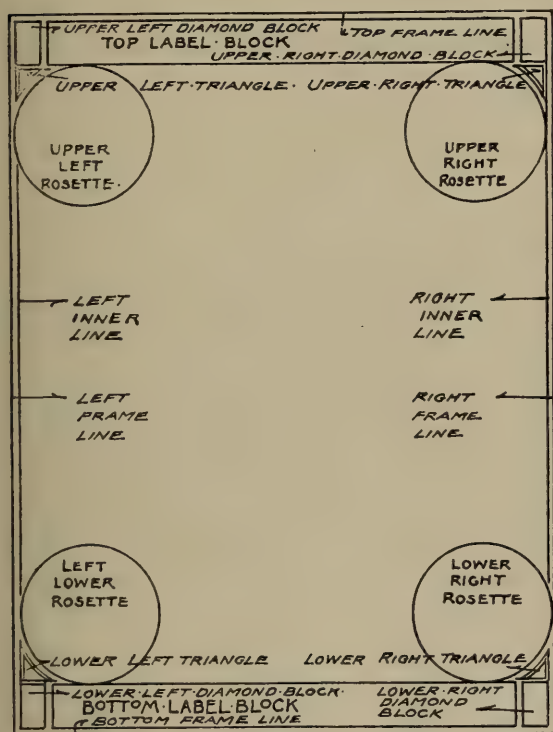 UPPER LEFT DIAMOND BLOCK
TOP FRAME LINE
TOP LABEL·BLOCK
UPPER·RIGHT·DIAMOND·BLOCK
UPPER LEFT·TRIANGLE· UPPER·RIGHT·TRIANGLE
UPPER
LEFT
ROSETTE·
UPPER
RIGHT
ROSETTE
LEFT
INNER
LINE
RIGHT
INNER
LINE
LEFT
FRAME
LINE
RIGHT
FRAME
LINE
LEFT
LOWER
ROSETTE
LOWER
RIGHT
ROSETTE
LOWER LEFT TRIANGLE LOWER RIGHT TRIANGLE
LOWER·LEFT·DIAMOND·BLOCK·
LOWER·RIGHT
DIAMOND
BLOCK
BOTTOM·LABEL·BLOCK
BOTTOM FRAME LINE